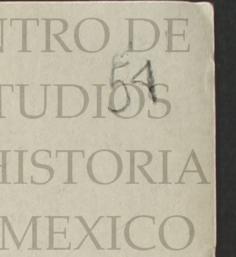 NTRO DE
54
TUDIOS
HISTORIA
MEXICO